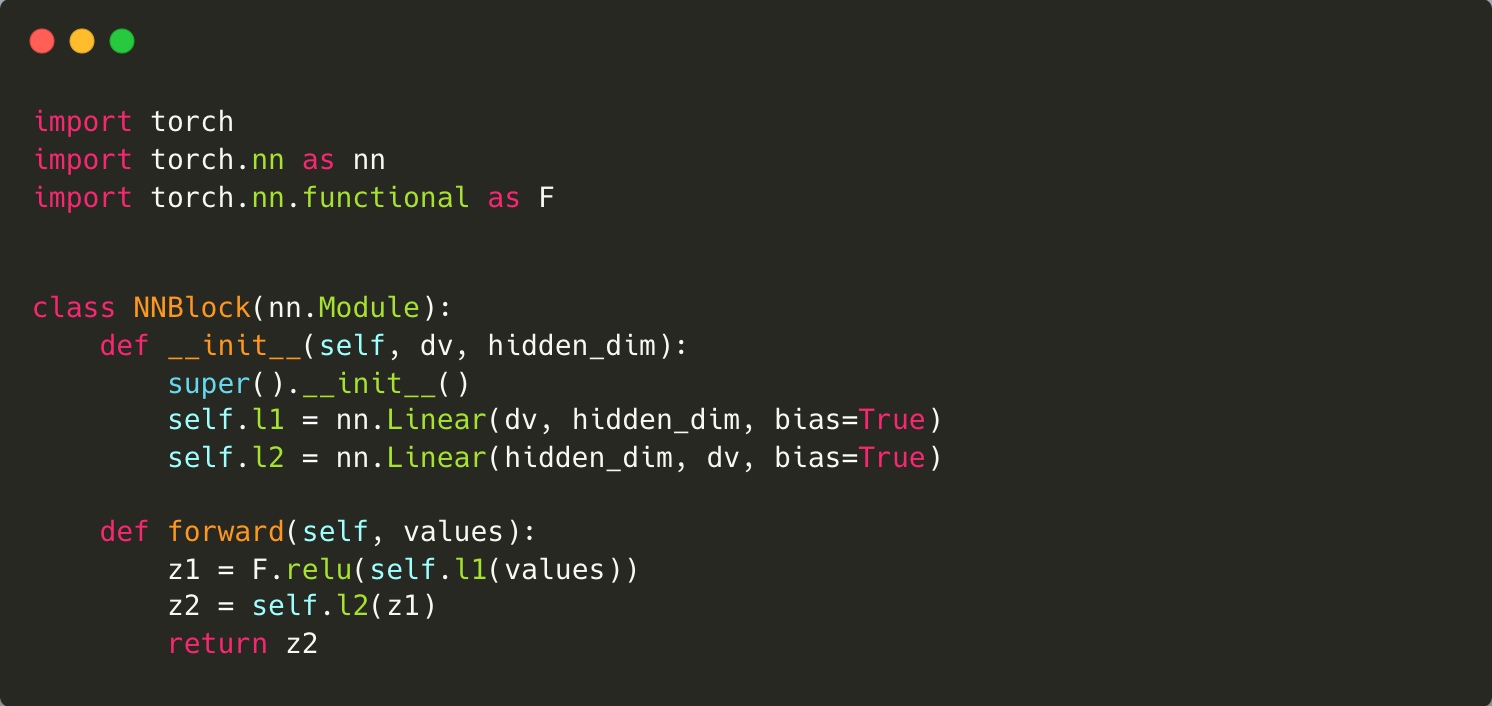 import torch
import torch.nn as nn
import torch.nn.functional as F
class NNBlock(nn.Module):
    def __init__(self, dv, hidden_dim):
        super().__init__()
        self.l1 = nn.Linear(dv, hidden_dim, bias=True)
        self.l2 = nn.Linear(hidden_dim, dv, bias=True)
    def forward(self, values):
        z1 = F.relu(self.l1(values))
        z2 = self.l2(z1)
        return z2